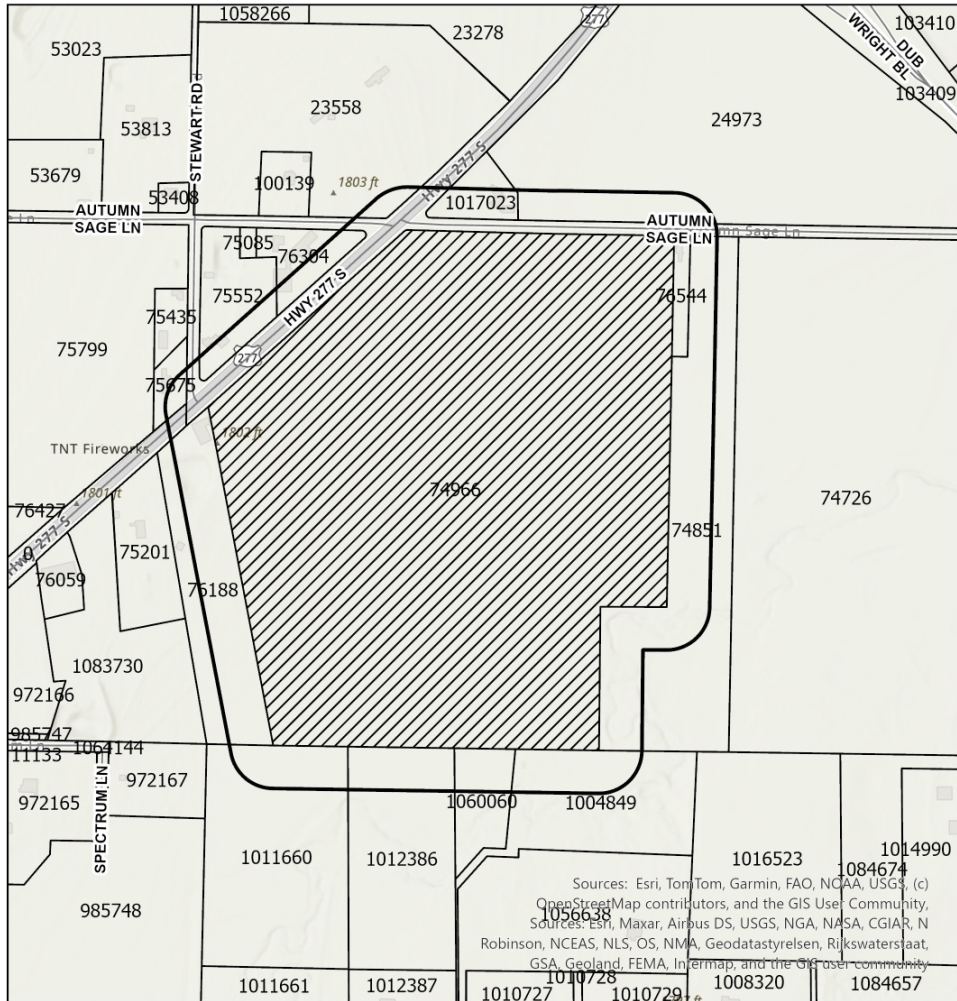 1058266
23278
277
103410
WRIGHT BL
DUB
53023
STEWART RD
103409
23558
24973
53813
HWY 277 S
53679
100139
1803 ft
53408
1017023
AUTUMN
SAGE LN
AUTUMN
SAGE LN
mn Sage Ln
75085
76304
75552
HWY 277 S
76544
75435
75799
277
75675
1802 ft
TNT Fireworks
74966
74726
1801 ft
76427
Hwy 277 S
0
75201
74851
76059
76188
1083730
972166
985747
1064144
11133
972167
972165
SPECTRUM LN
1060060
1004849
1011660
1012386
1016523
1014990
1084674
985748
1056638
Sources: Esri, TomTom, Garmin, FAO, NOAA, USGS, (c)
OpenStreetMap contributors, and the GIS User Community,
Sources: Esri, Maxar, Airbus DS, USGS, NGA, NASA, CGIAR, N
Robinson, NCEAS, NLS, OS, NMA, Geodatastyrelsen, Rijkswaterstaat,
GSA, Geoland, FEMA, Intermap, and the GIS user community
1011661
1012387
1010728
1010727
1010729
1008320
1084657